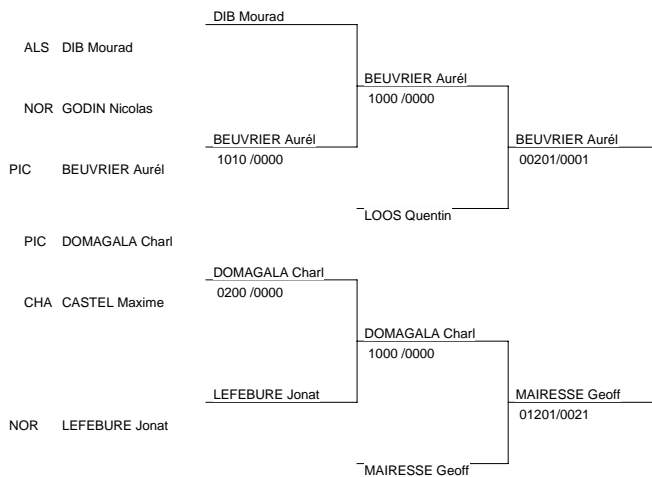 DIB Mourad
ALS DIB Mourad
BEUVRIER Aurél
1000 /0000
NOR GODIN Nicolas
BEUVRIER Aurél
1010 /0000
BEUVRIER Aurél
00201/0001
PIC BEUVRIER Aurél
LOOS Quentin
PIC DOMAGALA Charl
DOMAGALA Charl
0200 /0000
CHA CASTEL Maxime
DOMAGALA Charl
1000 /0000
LEFEBURE Jonat
MAIRESSE Geoff
01201/0021
NOR LEFEBURE Jonat
MAIRESSE Geoff